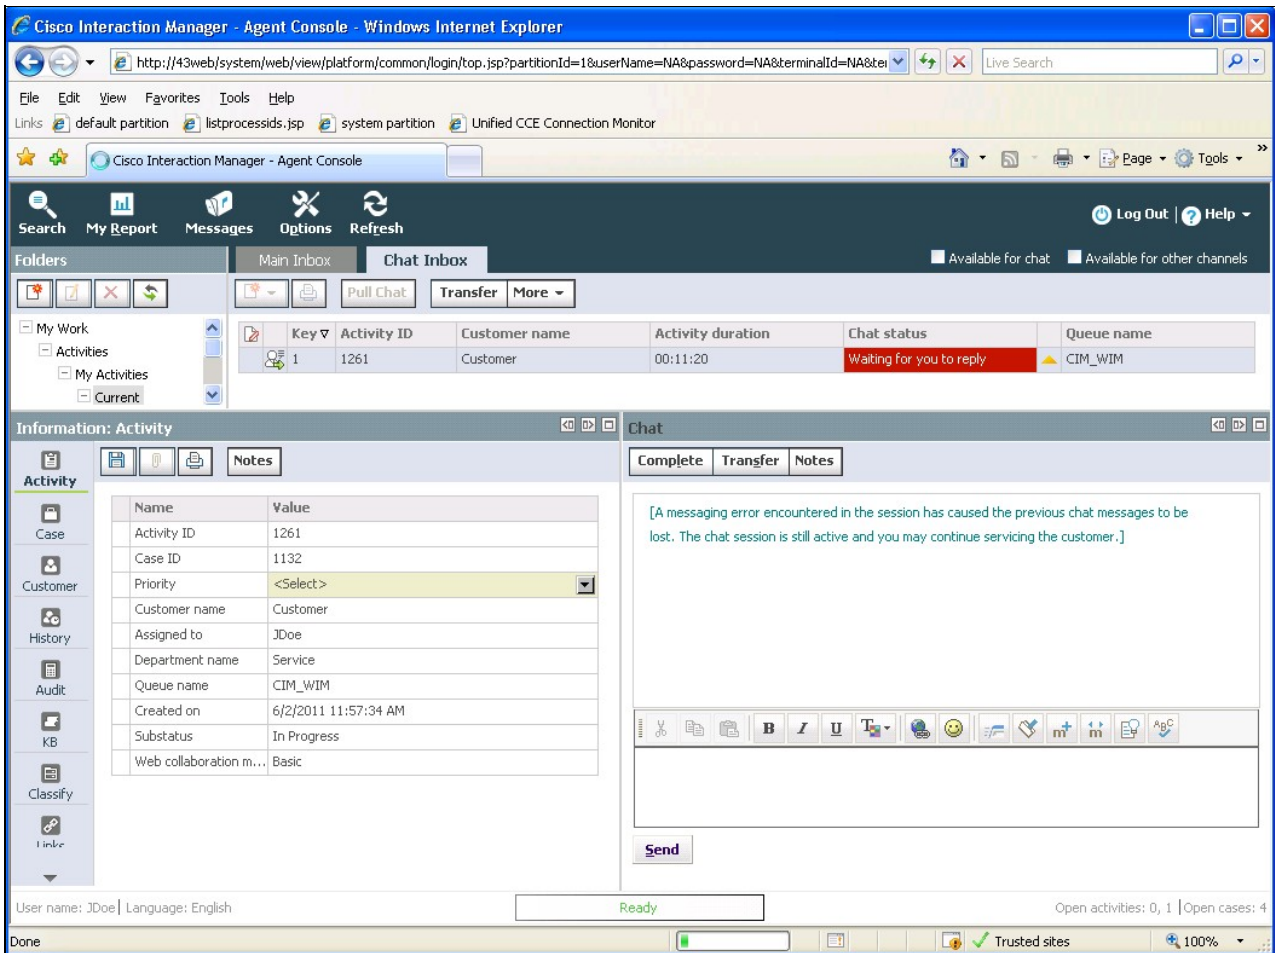 Cisco Interaction Manager - Agent Console - Windows Internet Explorer
http://43web/system/web/view/platform/common/login/top.jsp?partitionId=1&userName=NA&password=NA&terminalId=NA&ter
Live Search
File Edit View Favorites Tools Help
Links default partition listprocessids.jsp system partition Unified CCE Connection Monitor
Cisco Interaction Manager - Agent Console
Page Tools »
Search My Report Messages Options Refresh
Log Out | Help
Folders
Main Inbox Chat Inbox
Available for chat Available for other channels
Pull Chat Transfer More
My Work
Activities
My Activities
Current
Key Activity ID Customer name Activity duration Chat status Queue name
1 1261 Customer 00:11:20 Waiting for you to reply CIM_WIM
Information: Activity
Notes
Activity
Case
Customer
History
Audit
KB
Classify
Links
Name Value
Activity ID 1261
Case ID 1132
Priority <Select>
Customer name Customer
Assigned to JDoe
Department name Service
Queue name CIM_WIM
Created on 6/2/2011 11:57:34 AM
Substatus In Progress
Web collaboration m... Basic
Chat
Complete Transfer Notes
[A messaging error encountered in the session has caused the previous chat messages to be
lost. The chat session is still active and you may continue servicing the customer.]
B I U T m m ABC
Send
User name: JDoe | Language: English
Ready
Open activities: 0, 1 | Open cases: 4
Done
Trusted sites
100%